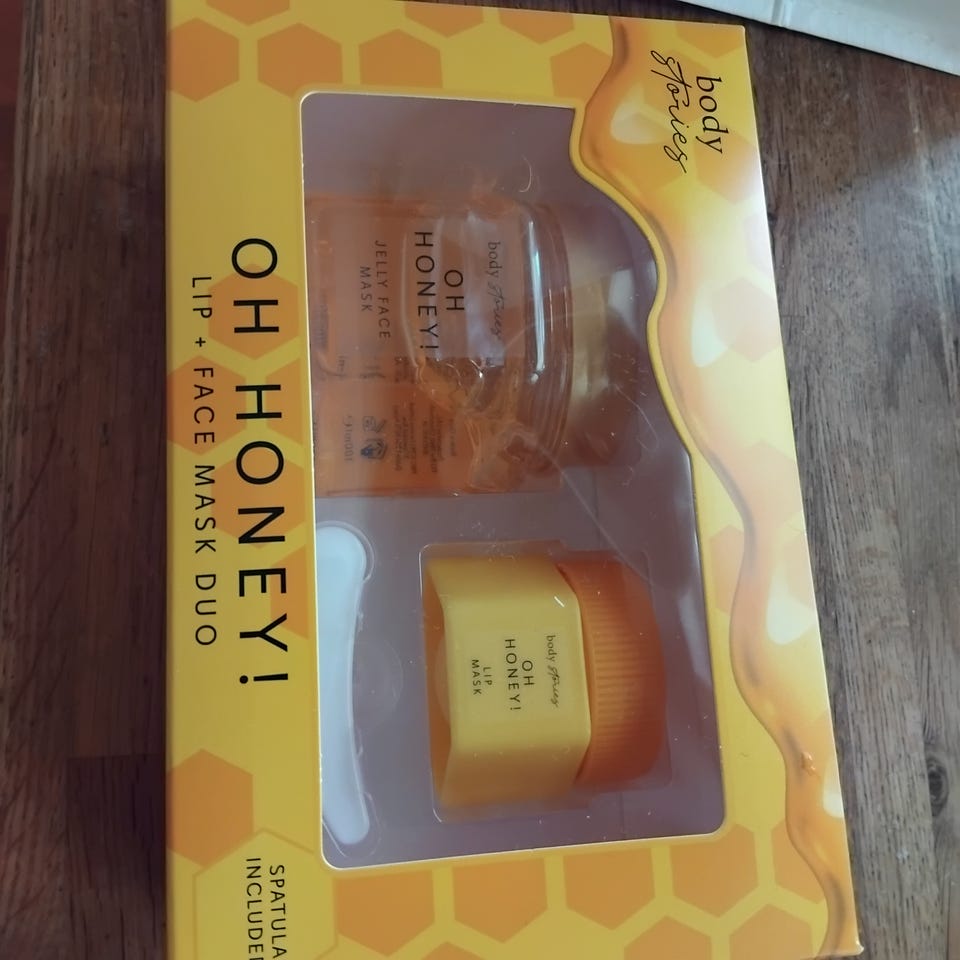 body
stories
body stories
OH
HONEY!
JELLY FACE
MASK
body stories
OH
HONEY!
LIP
MASK
OH HONEY!
LIP + FACE MASK DUO
SPATULA
INCLUDED